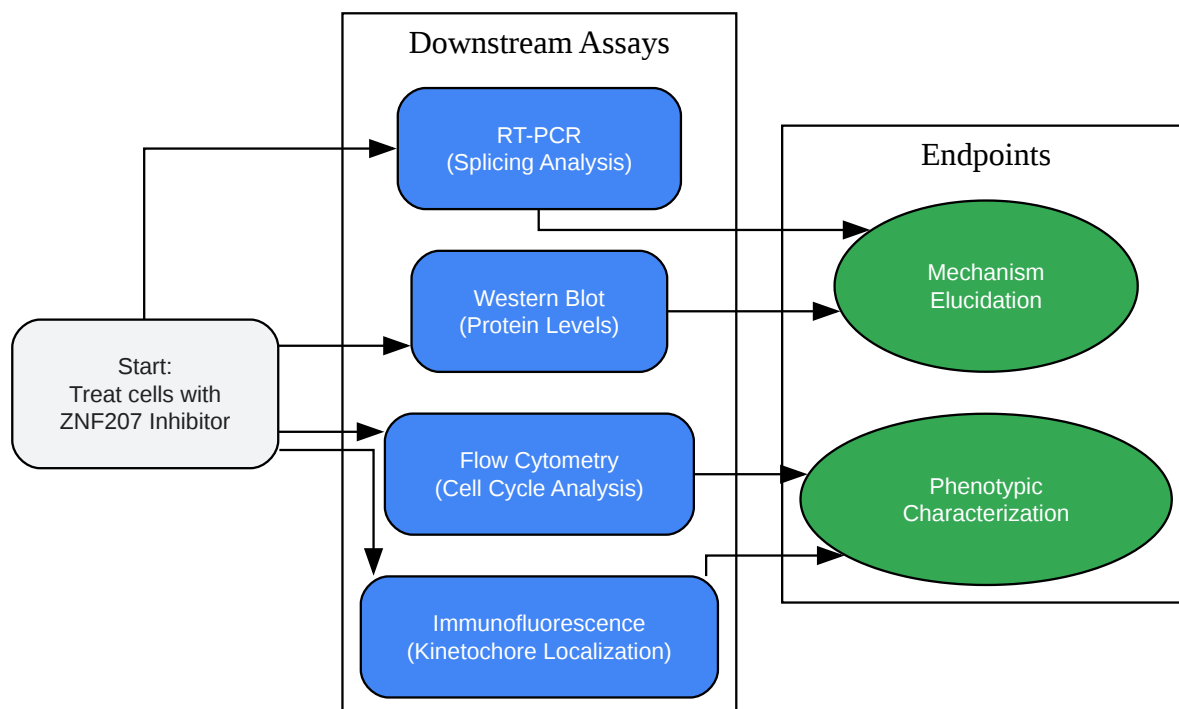 Downstream Assays
RT-PCR
(Splicing Analysis)
Western Blot
(Protein Levels)
Flow Cytometry
(Cell Cycle Analysis)
Immunofluorescence
(Kinetochore Localization)
Start:
Treat cells with
ZNF207 Inhibitor
Endpoints
Mechanism
Elucidation
Phenotypic
Characterization